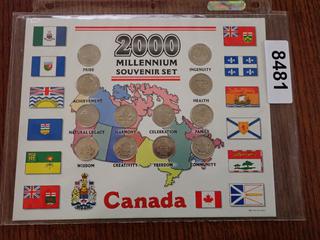 2000
MILLENNIUM
SOUVENIR SET
8481
PRIDE
INGENUITY
ACHIEVEMENT
HEALTH
NATURAL LEGACY
HARMONY
CELEBRATION
FAMILY
WISDOM
CREATIVITY
FREEDOM
COMMUNITY
Canada